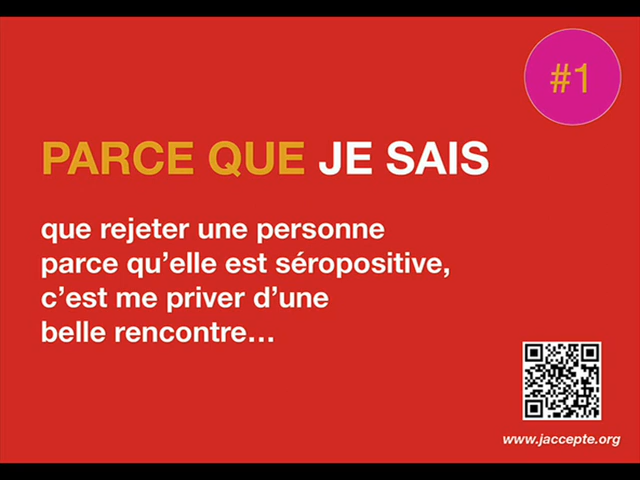 #1
PARCE QUE JE SAIS
que rejeter une personne
parce qu’elle est séropositive,
c’est me priver d’une
belle rencontre…
www.jaccepte.org